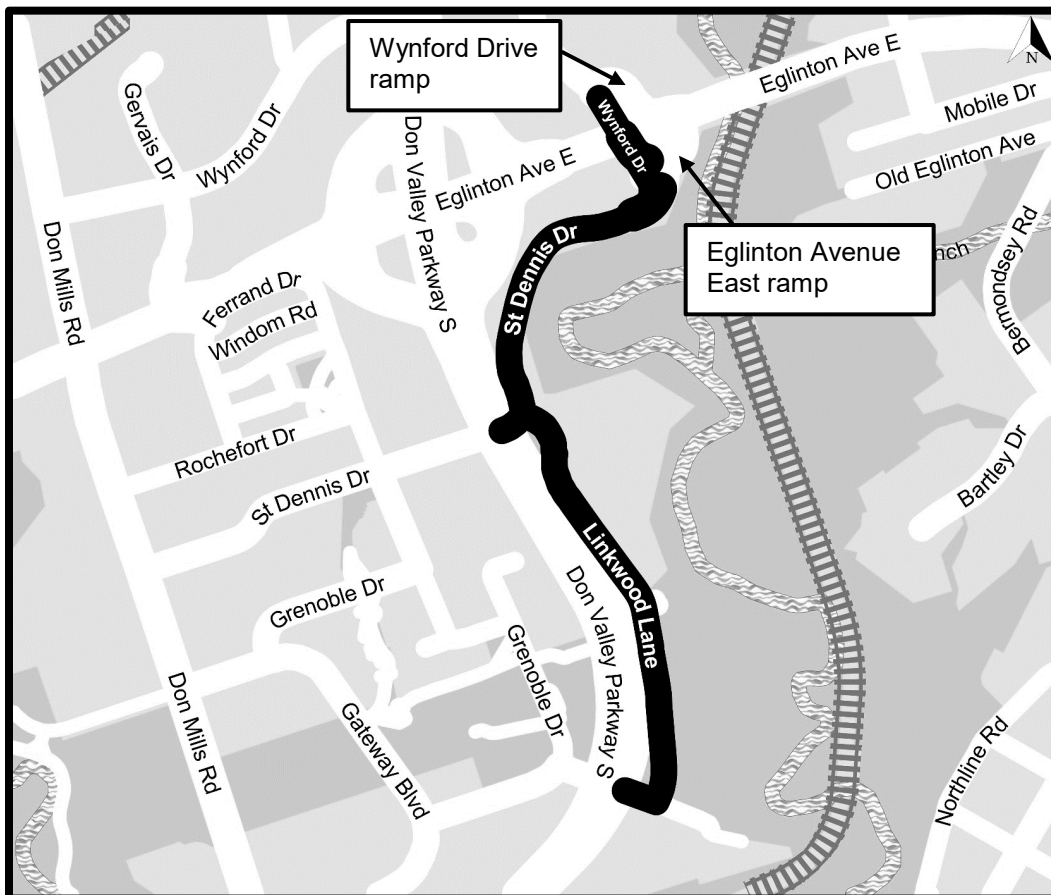 Wynford Drive
ramp
Eglinton Ave E
N
Mobile Dr
Old Eglinton Ave
Gervais Dr
Wynford Dr
Don Valley Parkway S
Wynford Dr
Eglinton Ave E
Eglinton Avenue
East ramp
nch
Bermondsey Rd
Don Mills Rd
St Dennis Dr
Ferrand Dr
Windom Rd
Rochefort Dr
St Dennis Dr
Bartley Dr
Linkwood Lane
Don Valley Parkway S
Grenoble Dr
Grenoble Dr
Don Mills Rd
Gateway Blvd
Northline Rd